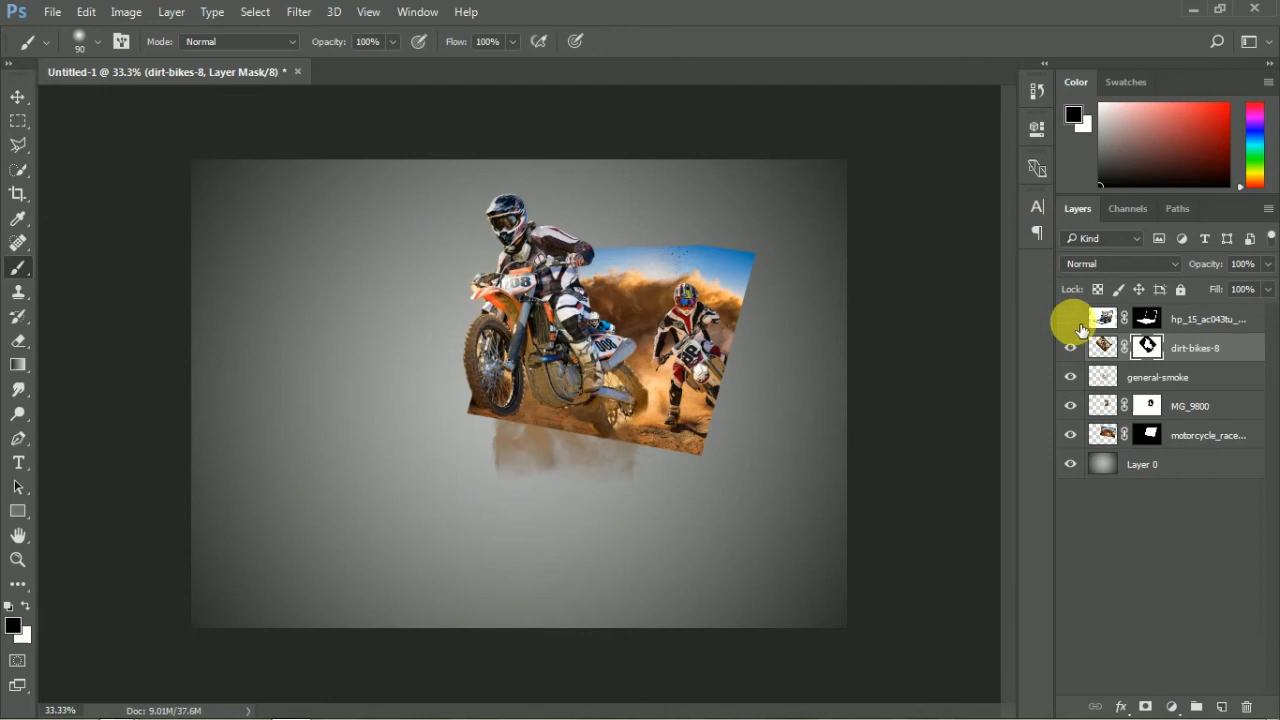 Ps File Edit Image Layer Type Select Filter 3D View Window Help
90 Mode: Normal Opacity: 100% Flow: 100%
Untitled-1 @ 33.3% (dirt-bikes-8, Layer Mask/8) *
Color Swatches
Layers Channels Paths
Kind
Normal Opacity: 100%
Lock: Fill: 100%
hp_15_ac043tu_...
dirt-bikes-8
general-smoke
MG_9800
motorcycle_race...
Layer 0
33.33% Doc: 9.01M/37.6M